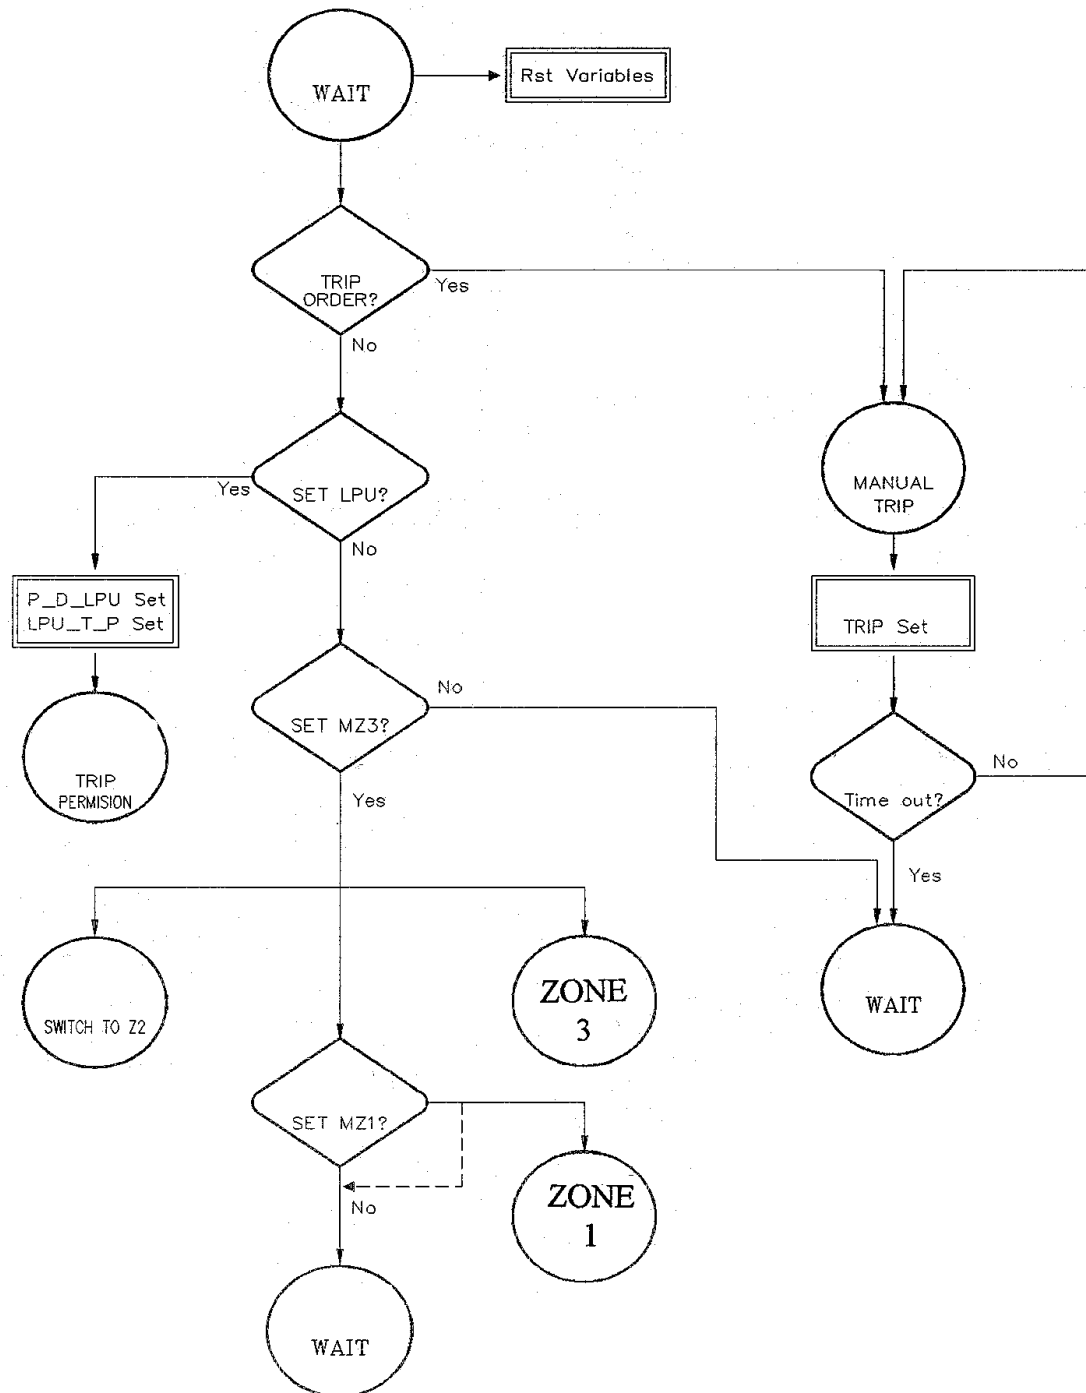 WAIT
Rst Variables
TRIP
ORDER?
Yes
No
SET LPU?
Yes
No
MANUAL
TRIP
P_D_LPU Set
LPU_T_P Set
TRIP Set
SET MZ3?
No
Yes
TRIP
PERMISION
Time out?
No
Yes
SWITCH TO Z2
ZONE
3
WAIT
SET MZ1?
No
ZONE
1
WAIT